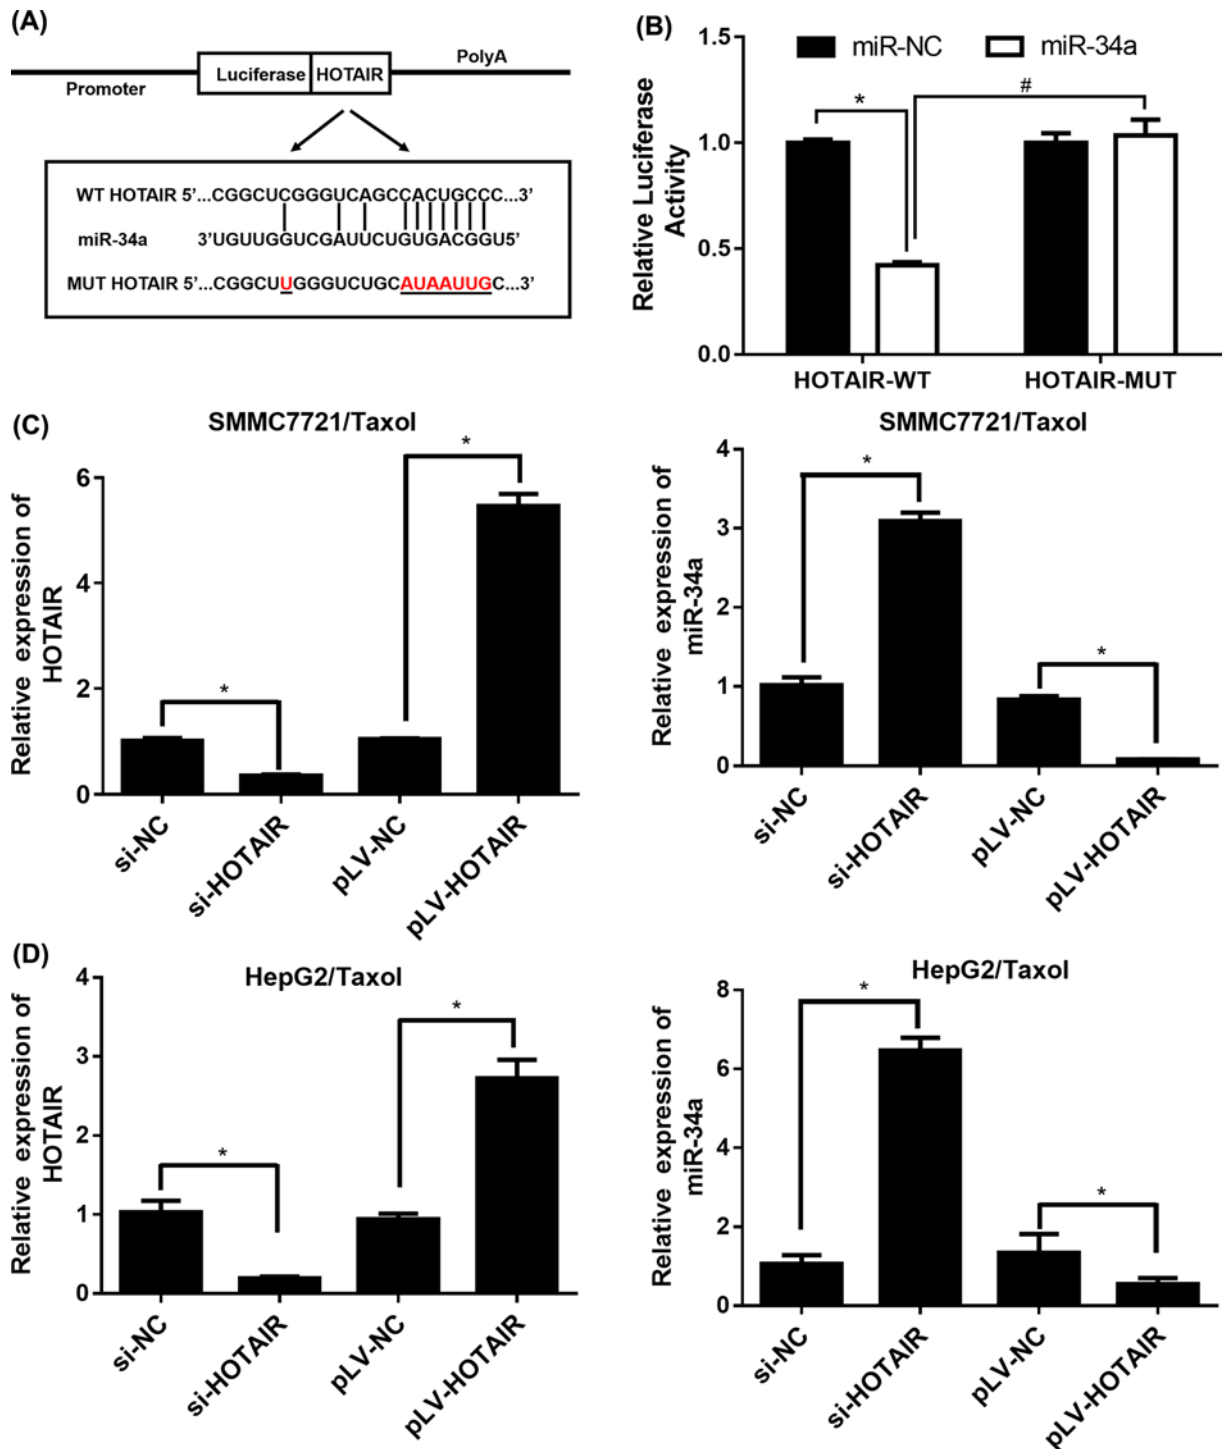 (A)
Promoter
Luciferase
HOTAIR
PolyA
WT HOTAIR 5’...CGGCUCGGGUCAGCCACUGCCC...3’
miR-34a 3’UGUUGGUCGAUUCUGUGACGGU5’
MUT HOTAIR 5’...CGGCUUGGGUCUGCAUAAUUGC...3’
(B)
miR-NC
miR-34a
Relative Luciferase
Activity
1.5
1.0
0.5
0.0
*
#
HOTAIR-WT
HOTAIR-MUT
(C)
SMMC7721/Taxol
Relative expression of
HOTAIR
6
4
2
0
*
*
si-NC
si-HOTAIR
pLV-NC
pLV-HOTAIR
SMMC7721/Taxol
Relative expression of
miR-34a
4
3
2
1
0
*
*
si-NC
si-HOTAIR
pLV-NC
pLV-HOTAIR
(D)
HepG2/Taxol
Relative expression of
HOTAIR
4
3
2
1
0
*
*
si-NC
si-HOTAIR
pLV-NC
pLV-HOTAIR
HepG2/Taxol
Relative expression of
miR-34a
8
6
4
2
0
*
*
si-NC
si-HOTAIR
pLV-NC
pLV-HOTAIR